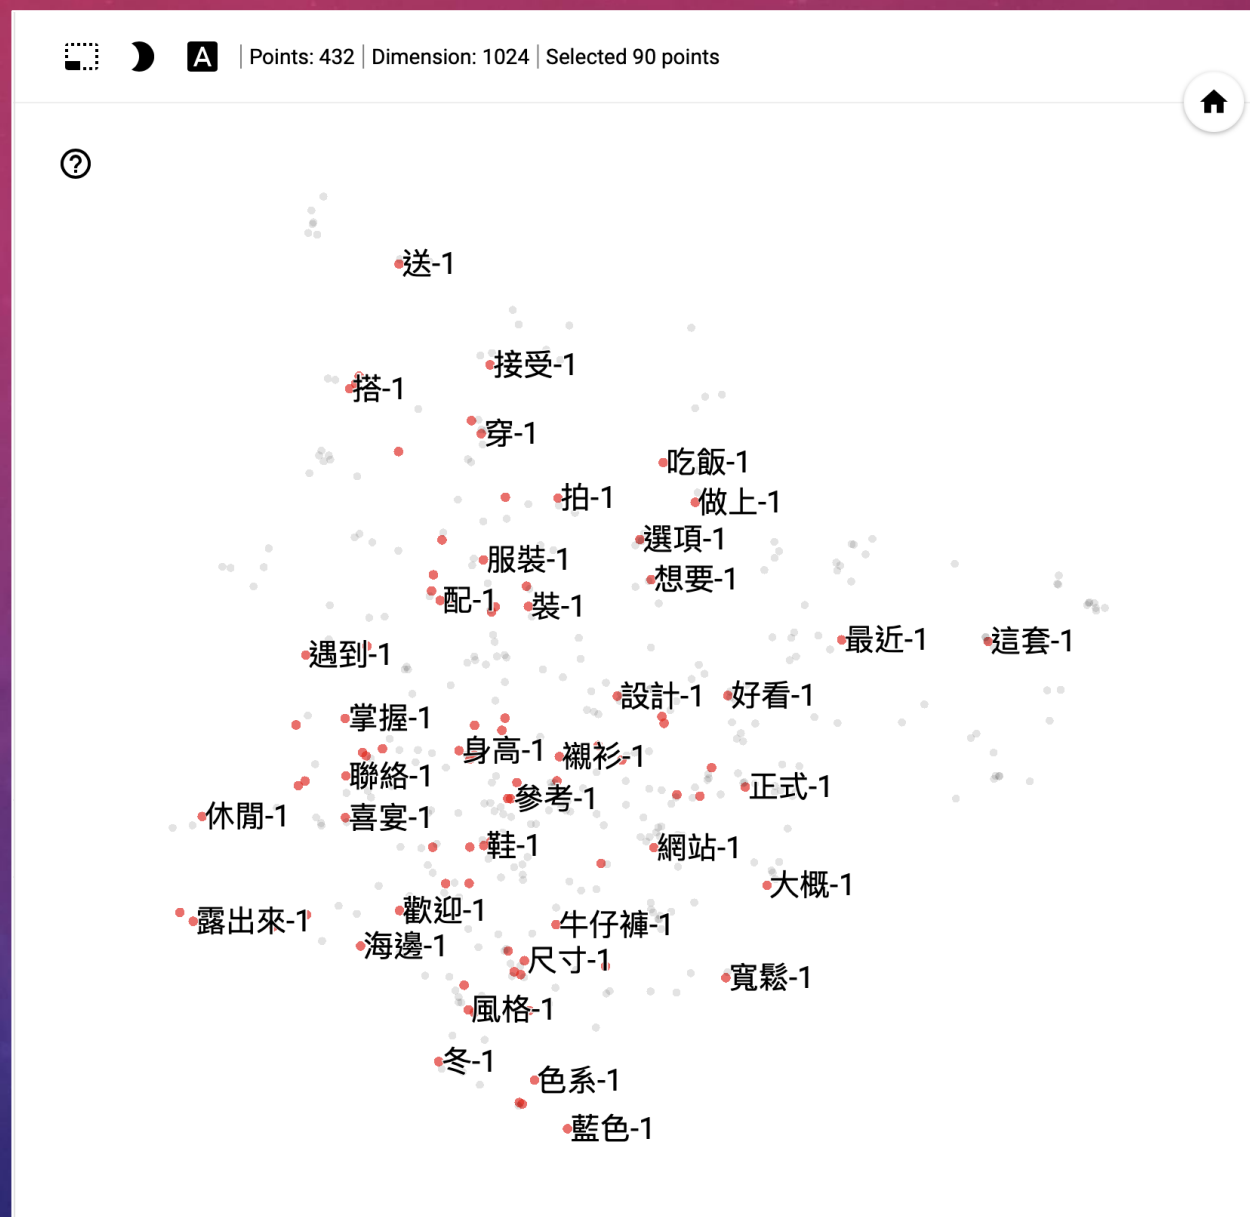 A Points: 432 Dimension: 1024 Selected 90 points
?
送-1
接受-1
搭-1
穿-1
吃飯-1
拍-1
做上-1
選項-1
服裝-1
想要-1
配-1
裝-1
最近-1
這套-1
遇到-1
設計-1
好看-1
掌握-1
身高-1
襯衫-1
聯絡-1
正式-1
參考-1
休閒-1
喜宴-1
鞋-1
網站-1
大概-1
歡迎-1
露出來-1
牛仔褲-1
海邊-1
尺寸-1
寬鬆-1
風格-1
冬-1
色系-1
藍色-1